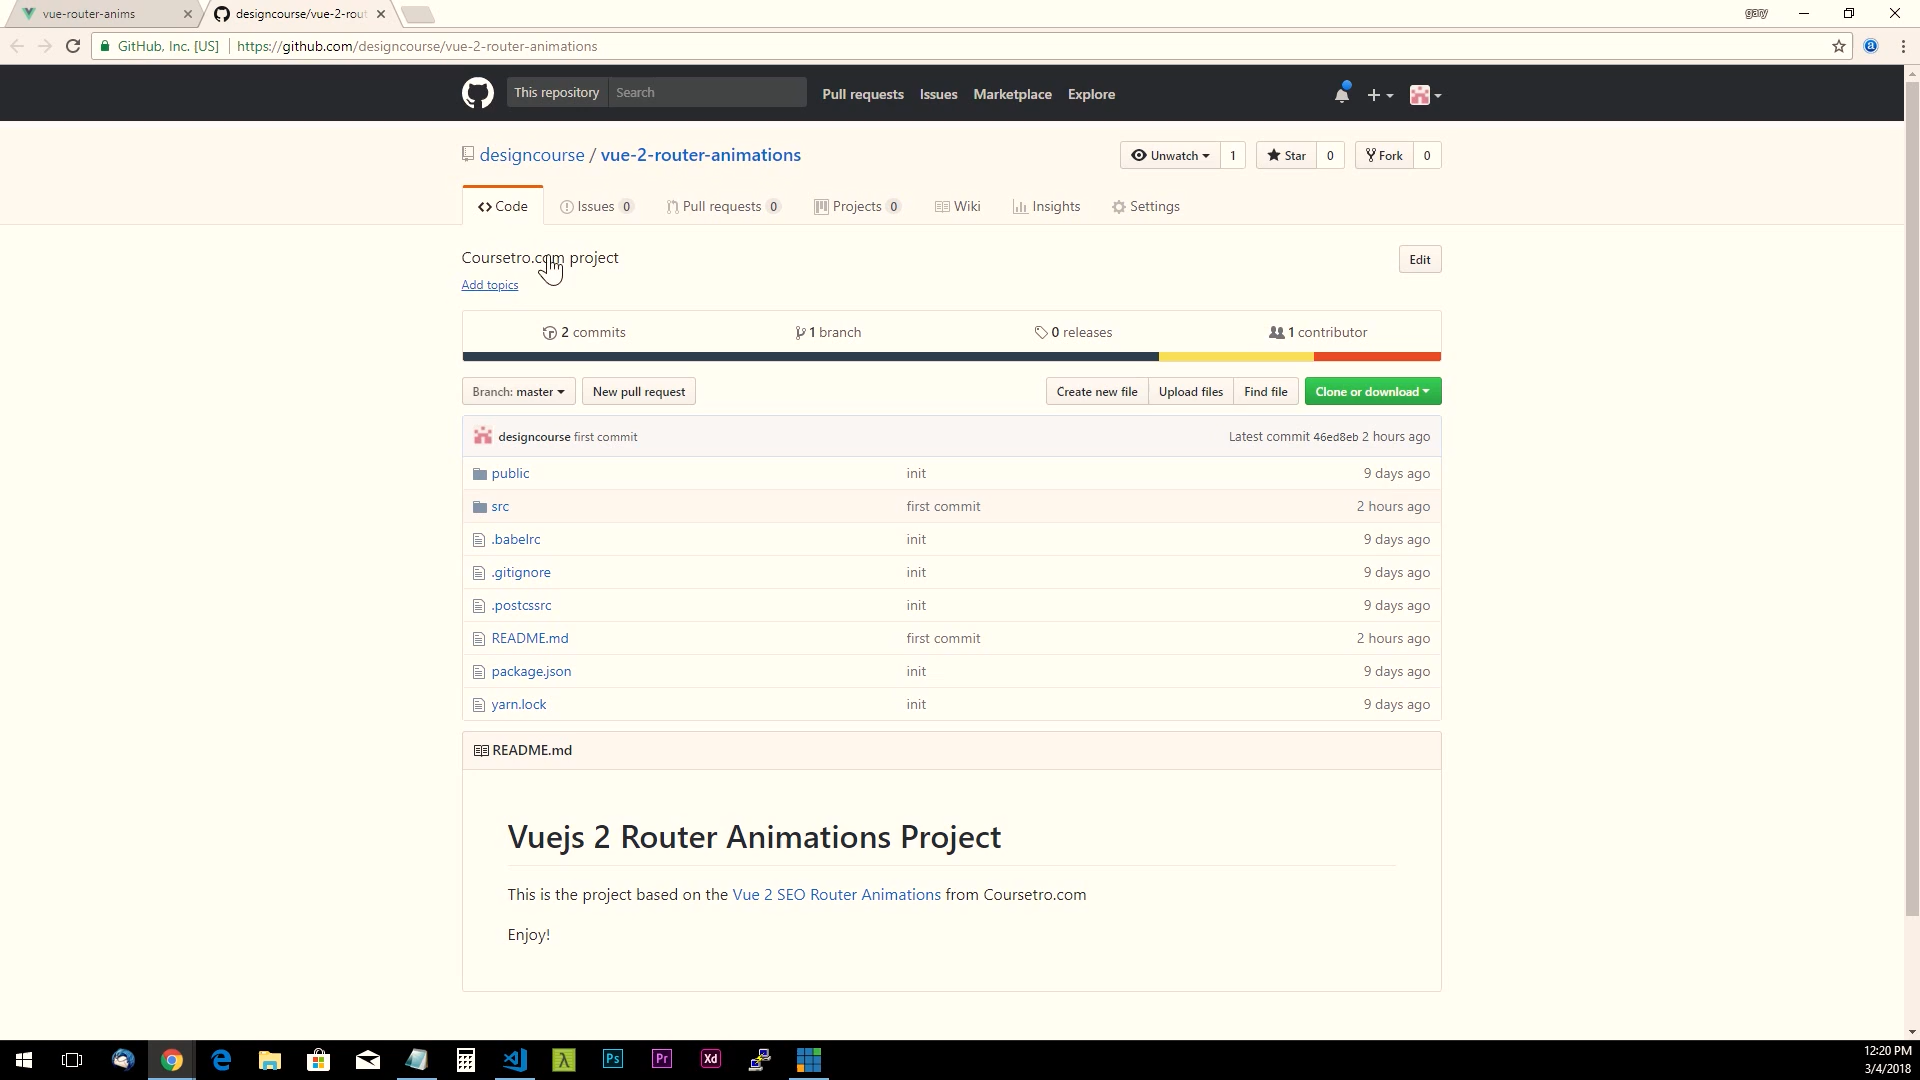 vue-router-anims
designcourse/vue-2-rout
gary
GitHub, Inc. [US]
https://github.com/designcourse/vue-2-router-animations
This repository
Search
Pull requests
Issues
Marketplace
Explore
designcourse / vue-2-router-animations
Unwatch 1
Star 0
Fork 0
Code
Issues 0
Pull requests 0
Projects 0
Wiki
Insights
Settings
Coursetro.com project
Edit
Add topics
2 commits
1 branch
0 releases
1 contributor
Branch: master
New pull request
Create new file
Upload files
Find file
Clone or download
designcourse first commit
Latest commit 46ed8eb 2 hours ago
public init 9 days ago
src first commit 2 hours ago
.babelrc init 9 days ago
.gitignore init 9 days ago
.postcssrc init 9 days ago
README.md first commit 2 hours ago
package.json init 9 days ago
yarn.lock init 9 days ago
README.md
Vuejs 2 Router Animations Project
This is the project based on the Vue 2 SEO Router Animations from Coursetro.com
Enjoy!
Ps
Pr
Xd
12:20 PM
3/4/2018